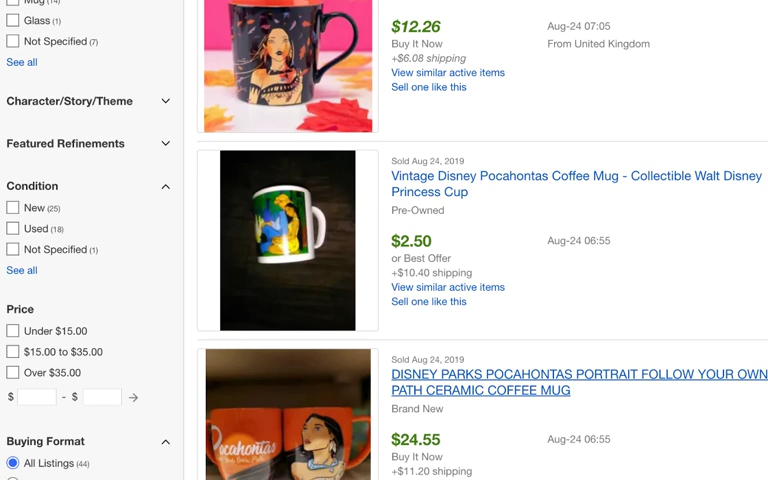 Mug (14)
Glass (1)
Not Specified (7)
See all
Character/Story/Theme
Featured Refinements
Condition
New (25)
Used (18)
Not Specified (1)
See all
Price
Under $15.00
$15.00 to $35.00
Over $35.00
$ - $
Buying Format
All Listings (44)
$12.26
Buy It Now
+$6.08 shipping
View similar active items
Sell one like this
Aug-24 07:05
From United Kingdom
Sold Aug 24, 2019
Vintage Disney Pocahontas Coffee Mug - Collectible Walt Disney
Princess Cup
Pre-Owned
$2.50
or Best Offer
+$10.40 shipping
View similar active items
Sell one like this
Aug-24 06:55
Pocahontas
Sold Aug 24, 2019
DISNEY PARKS POCAHONTAS PORTRAIT FOLLOW YOUR OWN
PATH CERAMIC COFFEE MUG
Brand New
$24.55
Buy It Now
+$11.20 shipping
Aug-24 06:55